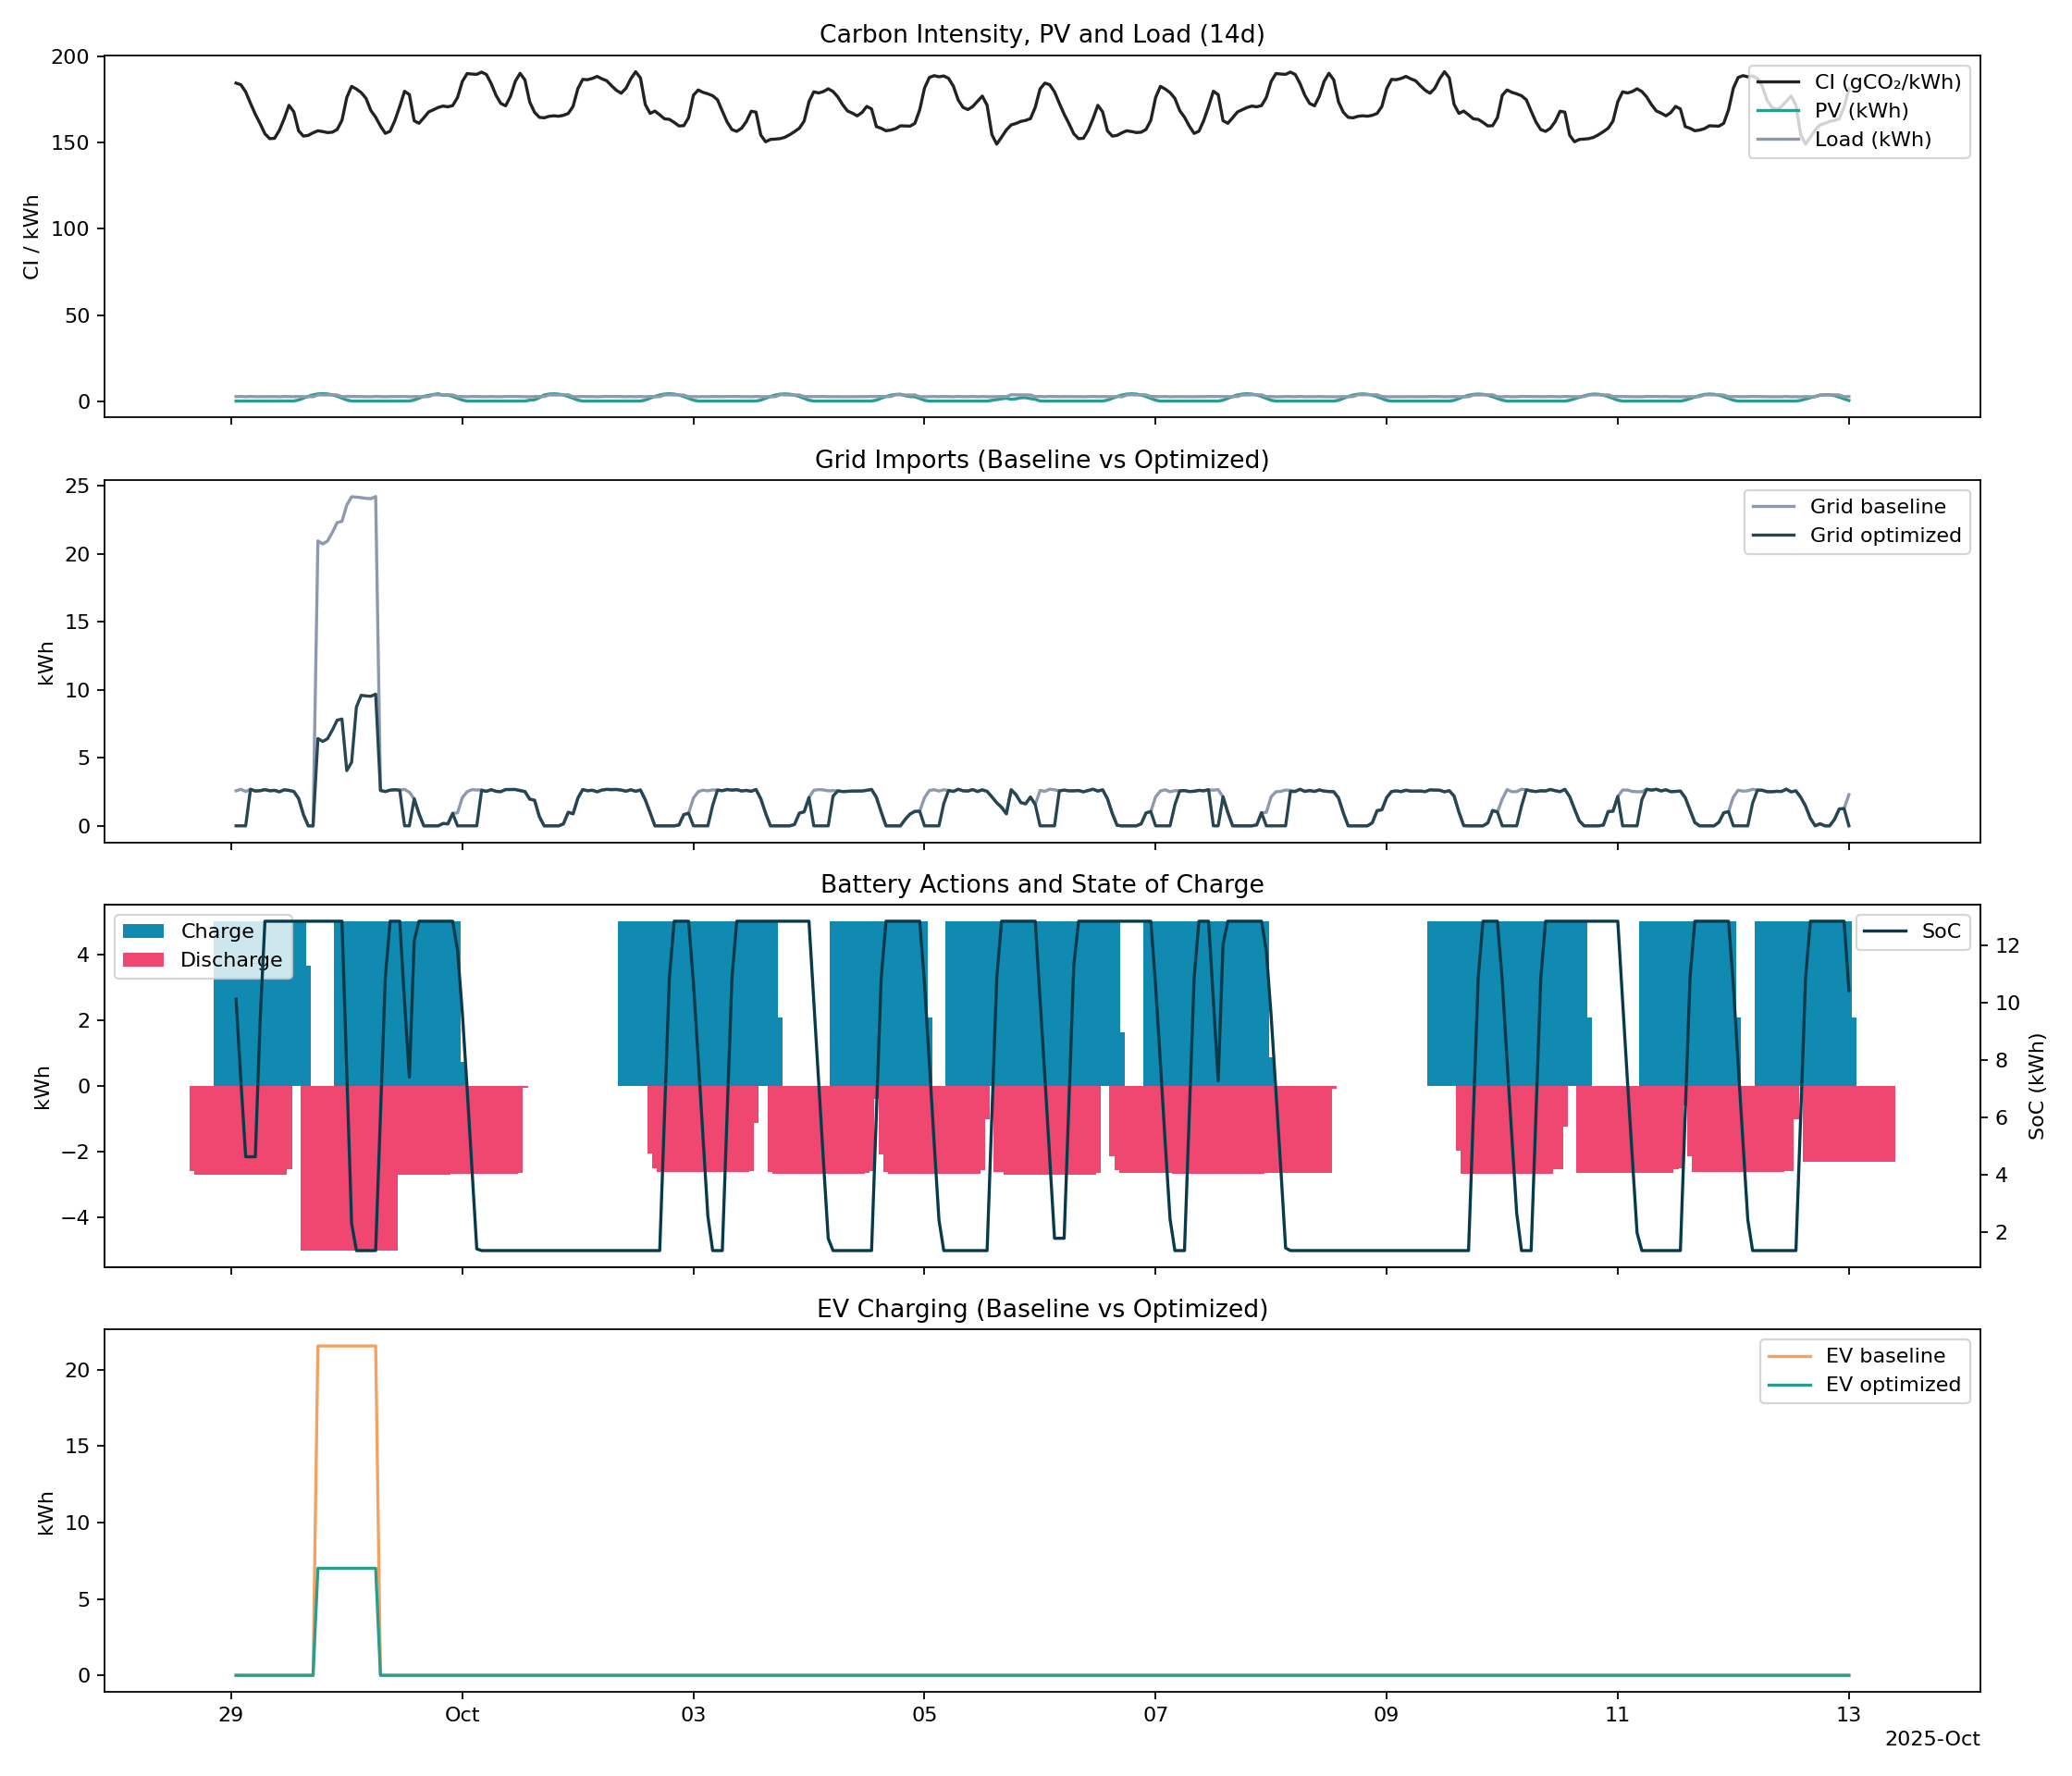 Carbon Intensity, PV and Load (14d)
200
150
100
50
0
CI / kWh
CI (gCO₂/kWh)
PV (kWh)
Load (kWh)
Grid Imports (Baseline vs Optimized)
25
20
15
10
5
0
kWh
Grid baseline
Grid optimized
Battery Actions and State of Charge
4
2
0
−2
−4
kWh
Charge
Discharge
SoC
12
10
8
6
4
2
SoC (kWh)
EV Charging (Baseline vs Optimized)
20
15
10
5
0
kWh
EV baseline
EV optimized
29
Oct
03
05
07
09
11
13
2025-Oct